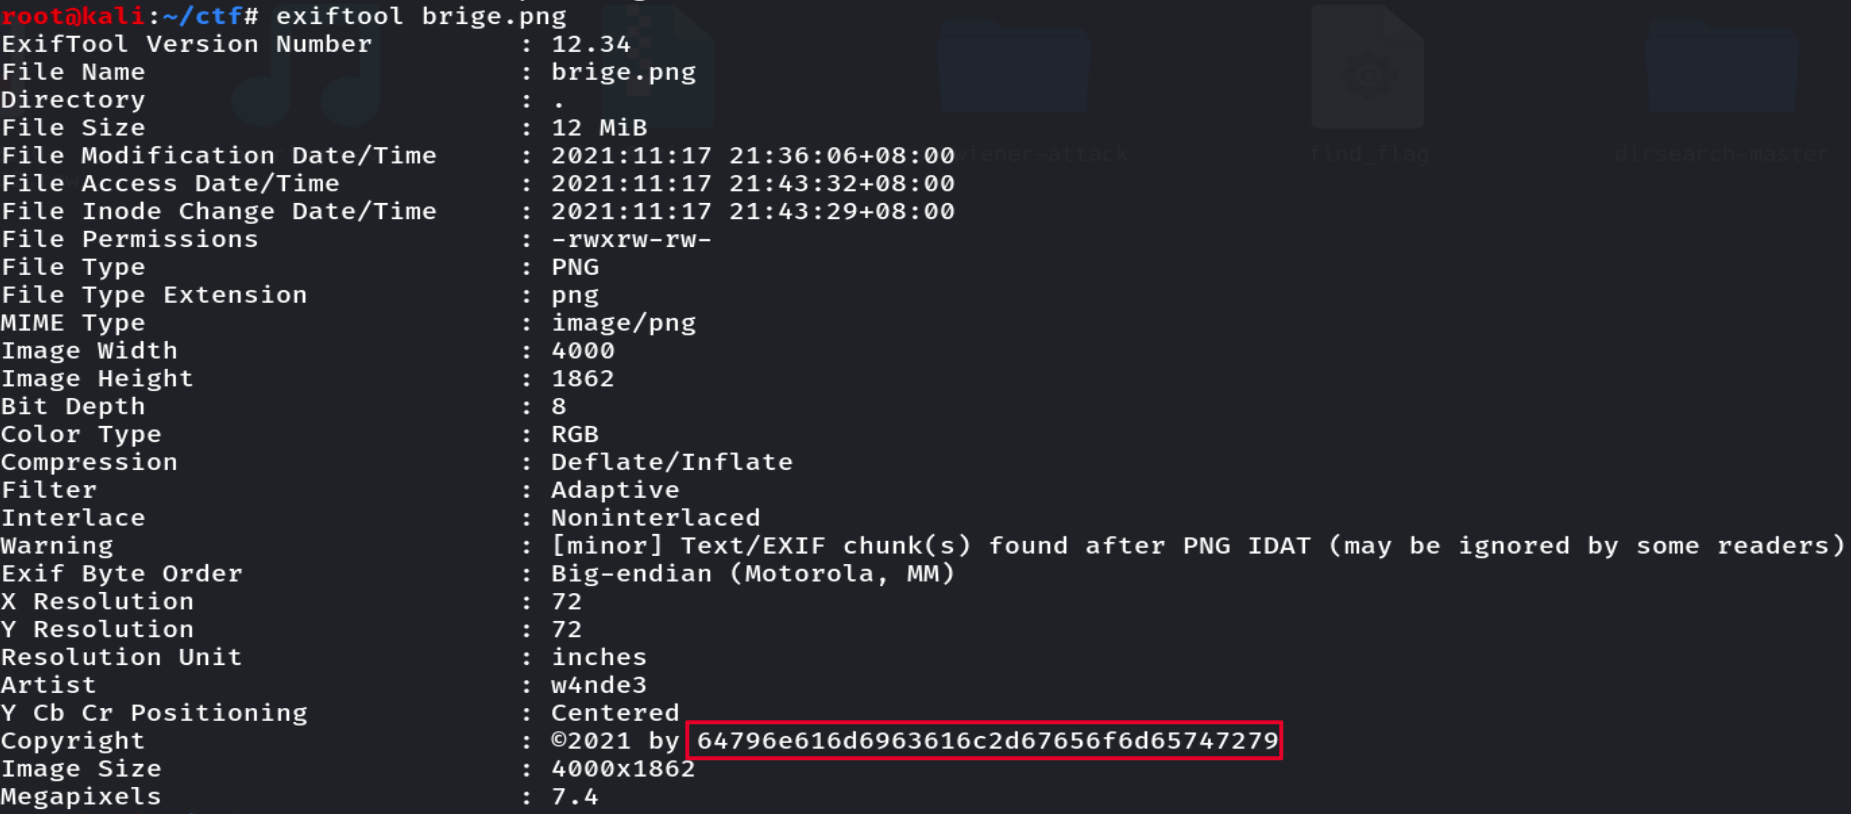 root@kali:~/ctf# exiftool brige.png
ExifTool Version Number : 12.34
File Name : brige.png
Directory : .
File Size : 12 MiB
File Modification Date/Time : 2021:11:17 21:36:06+08:00
File Access Date/Time : 2021:11:17 21:43:32+08:00
File Inode Change Date/Time : 2021:11:17 21:43:29+08:00
File Permissions : -rwxrw-rw-
File Type : PNG
File Type Extension : png
MIME Type : image/png
Image Width : 4000
Image Height : 1862
Bit Depth : 8
Color Type : RGB
Compression : Deflate/Inflate
Filter : Adaptive
Interlace : Noninterlaced
Warning : [minor] Text/EXIF chunk(s) found after PNG IDAT (may be ignored by some readers)
Exif Byte Order : Big-endian (Motorola, MM)
X Resolution : 72
Y Resolution : 72
Resolution Unit : inches
Artist : w4nde3
Y Cb Cr Positioning : Centered
Copyright : ©2021 by 64796e616d6963616c2d67656f6d65747279
Image Size : 4000x1862
Megapixels : 7.4
wiener-attack
find_flag
dirsearch-master